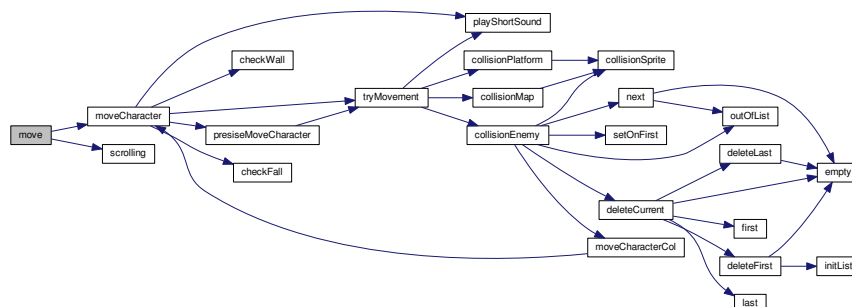 move
moveCharacter
scrolling
playShortSound
checkWall
presiseMoveCharacter
checkFall
tryMovement
collisionPlatform
collisionMap
collisionEnemy
collisionSprite
next
setOnFirst
deleteCurrent
moveCharacterCol
outOfList
deleteLast
first
deleteFirst
last
empty
initList